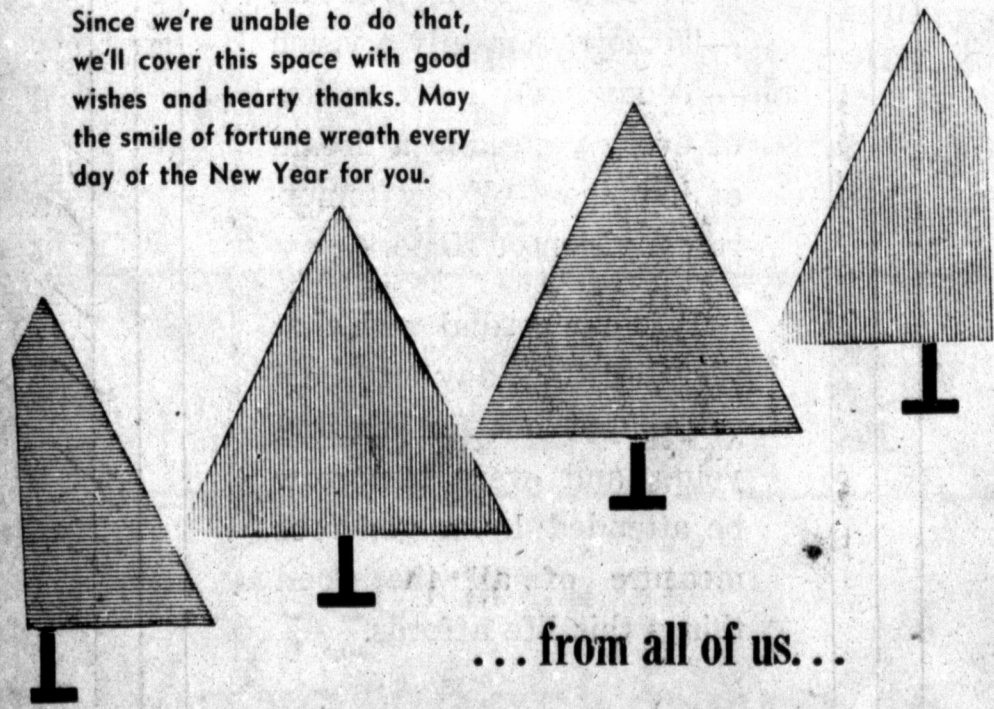 Since we're unable to do that,
we'll cover this space with good
wishes and hearty thanks. May
the smile of fortune wreath every
day of the New Year for you.
... from all of us...